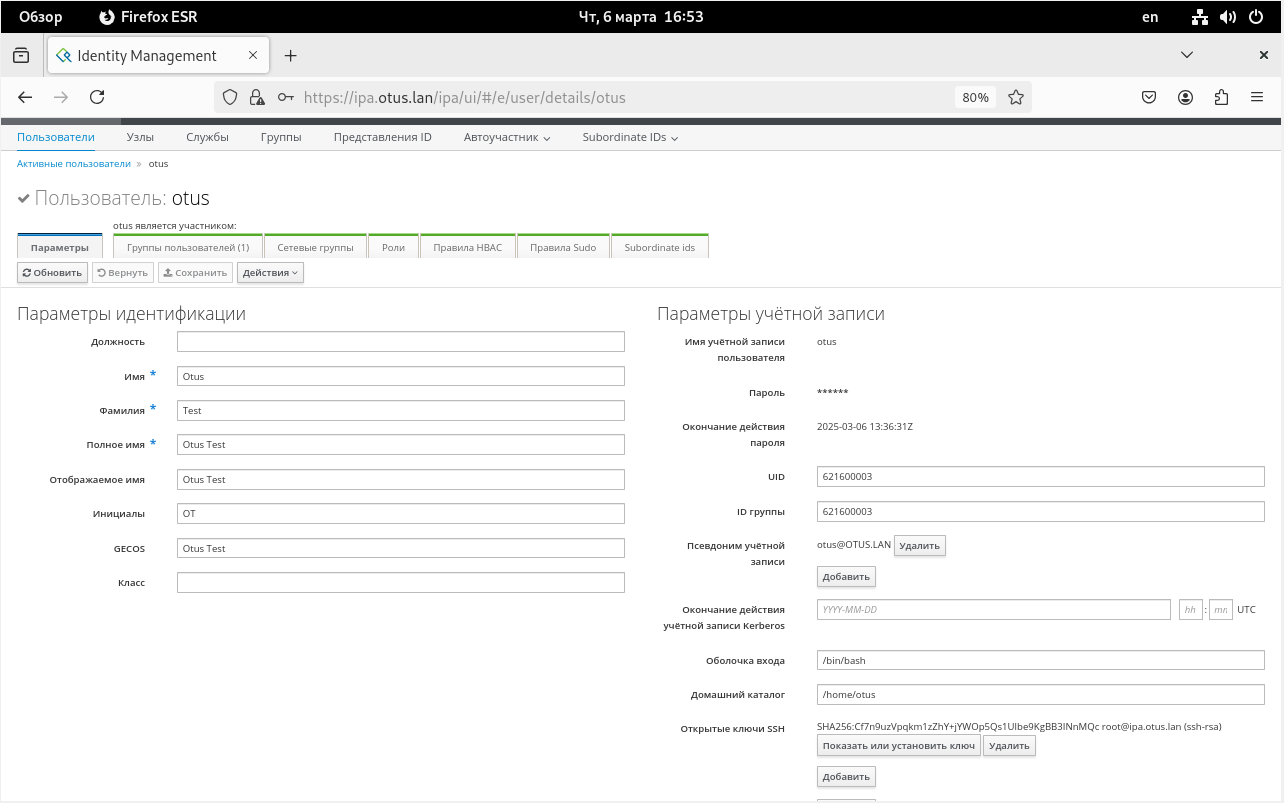 Обзор
Firefox ESR
Чт, 6 марта 16:53
en
Identity Management
https://ipa.otus.lan/ipa/ui/#/e/user/details/otus
80%
Пользователи Узлы Службы Группы Представления ID Автоучастник Subordinate IDs
Активные пользователи » otus
Пользователь: otus
otus является участником:
Параметры Группы пользователей (1) Сетевые группы Роли Правила HBAC Правила Sudo Subordinate ids
Обновить Вернуть Сохранить Действия
Параметры идентификации
Должность
Имя * Otus
Фамилия * Test
Полное имя * Otus Test
Отображаемое имя Otus Test
Инициалы OT
GECOS Otus Test
Класс
Параметры учётной записи
Имя учётной записи
пользователя
otus
Пароль ******
Окончание действия
пароля
2025-03-06 13:36:31Z
UID 621600003
ID группы 621600003
Псевдоним учётной
записи
otus@OTUS.LAN Удалить
Добавить
Окончание действия
учётной записи Kerberos
YYYY-MM-DD hh : UTC
Оболочка входа /bin/bash
Домашний каталог /home/otus
Открытые ключи SSH
root@ipa.otus.lan (ssh-rsa)
Показать или установить ключ Удалить
Добавить